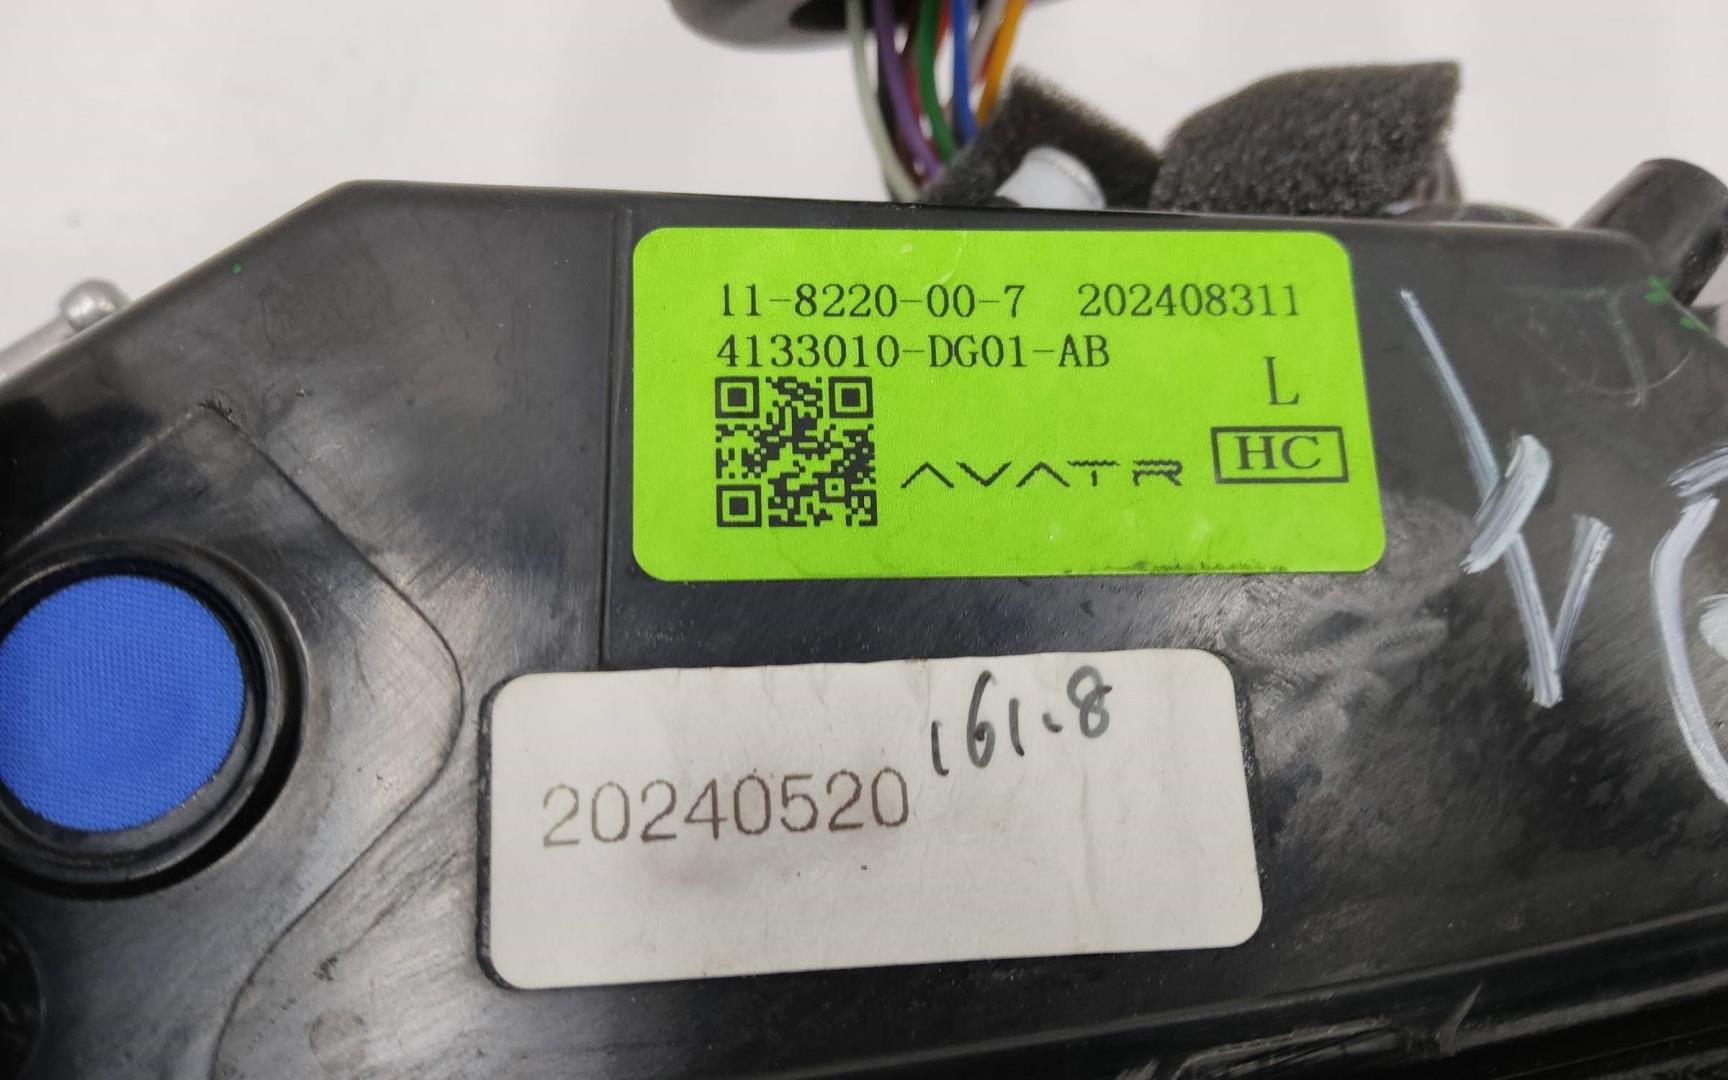 11-8220-00-7 202408311
4133010-DG01-AB
L
AVATR
HC
161.8
20240520